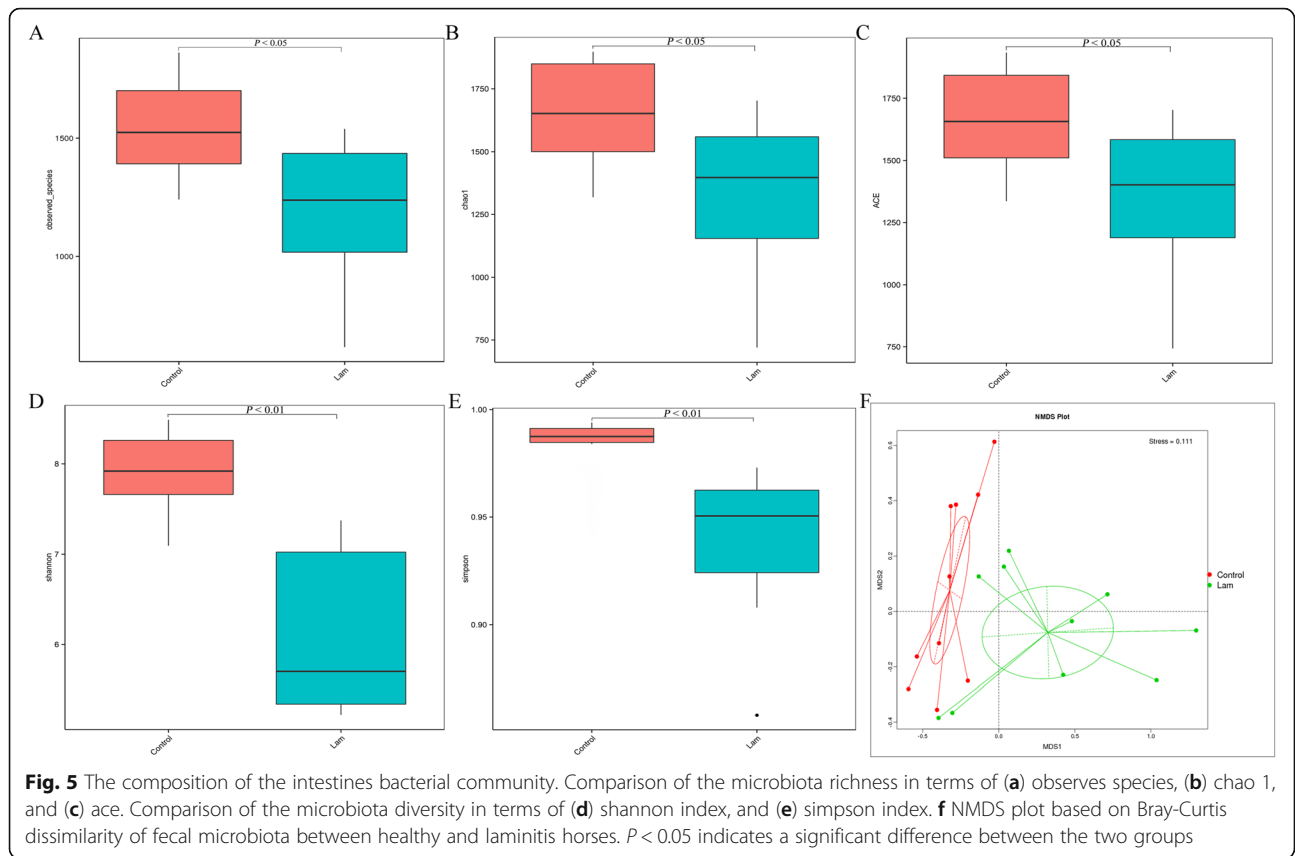 A
P < 0.05
observed_species
1500
1000
Control
Lam
B
P < 0.05
chao1
1750
1500
1250
1000
750
Control
Lam
C
P < 0.05
ACE
1750
1500
1250
1000
750
Control
Lam
D
P < 0.01
shannon
8
7
6
Control
Lam
E
P < 0.01
simpson
1.00
0.95
0.90
Control
Lam
F
NMDS Plot
Stress = 0.111
MDS2
0.6
0.4
0.2
0.0
-0.2
-0.4
-0.5
0.0
0.5
1.0
MDS1
Control
Lam
Fig. 5 The composition of the intestines bacterial community. Comparison of the microbiota richness in terms of (a) observes species, (b) chao 1,
and (c) ace. Comparison of the microbiota diversity in terms of (d) shannon index, and (e) simpson index. f NMDS plot based on Bray-Curtis
dissimilarity of fecal microbiota between healthy and laminitis horses. P < 0.05 indicates a significant difference between the two groups